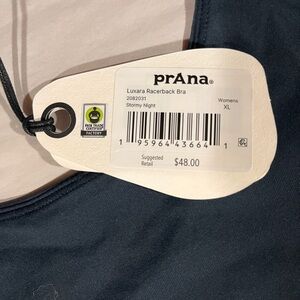 prAna®
Luxara Racerback Bra
2082031
Stormy Night
Womens
XL
FAIR TRADE
CERTIFIED
FACTORY
1 95964 43664 1
Suggested
Retail
$48.00